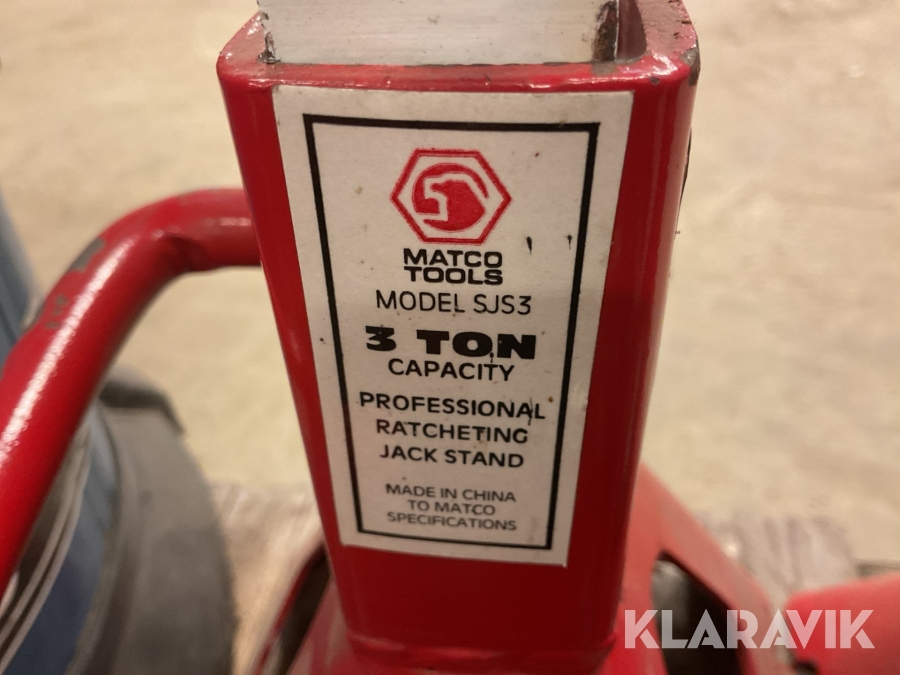 MATCO
TOOLS
MODEL SJS3
3 TON
CAPACITY
PROFESSIONAL
RATCHETING
JACK STAND
MADE IN CHINA
TO MATCO
SPECIFICATIONS
KLARAVIK